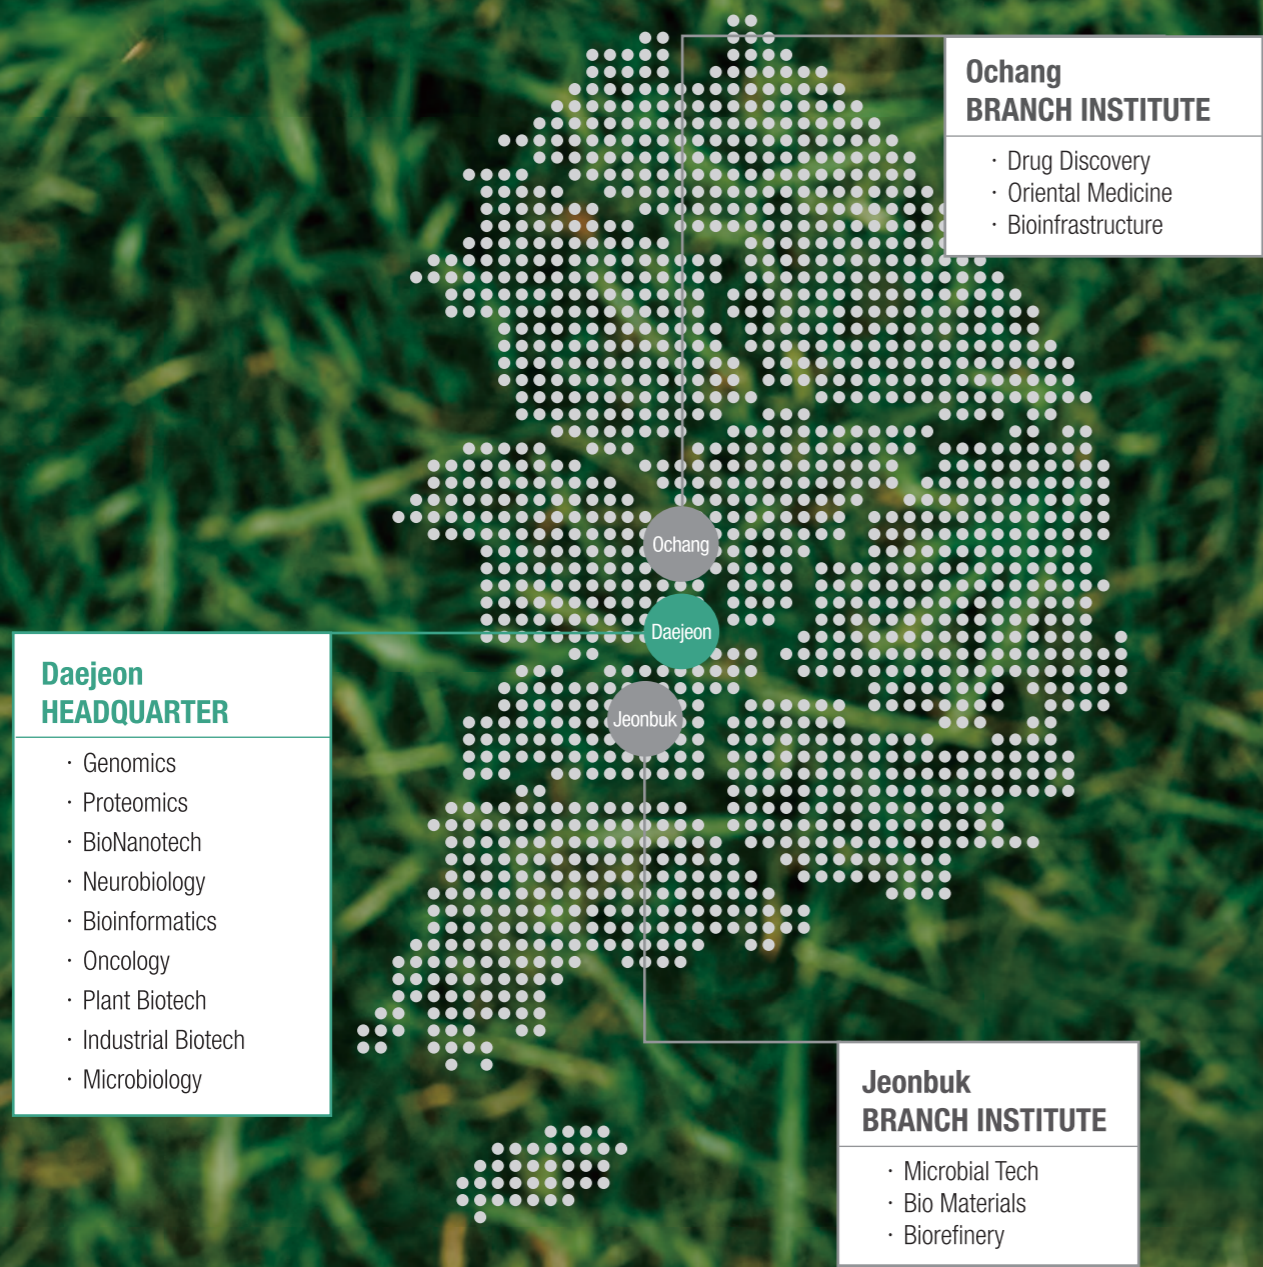 Ochang
BRANCH INSTITUTE
· Drug Discovery
· Oriental Medicine
· Bioinfrastructure
Ochang
Daejeon
Jeonbuk
Daejeon
HEADQUARTER
· Genomics
· Proteomics
· BioNanotech
· Neurobiology
· Bioinformatics
· Oncology
· Plant Biotech
· Industrial Biotech
· Microbiology
Jeonbuk
BRANCH INSTITUTE
· Microbial Tech
· Bio Materials
· Biorefinery